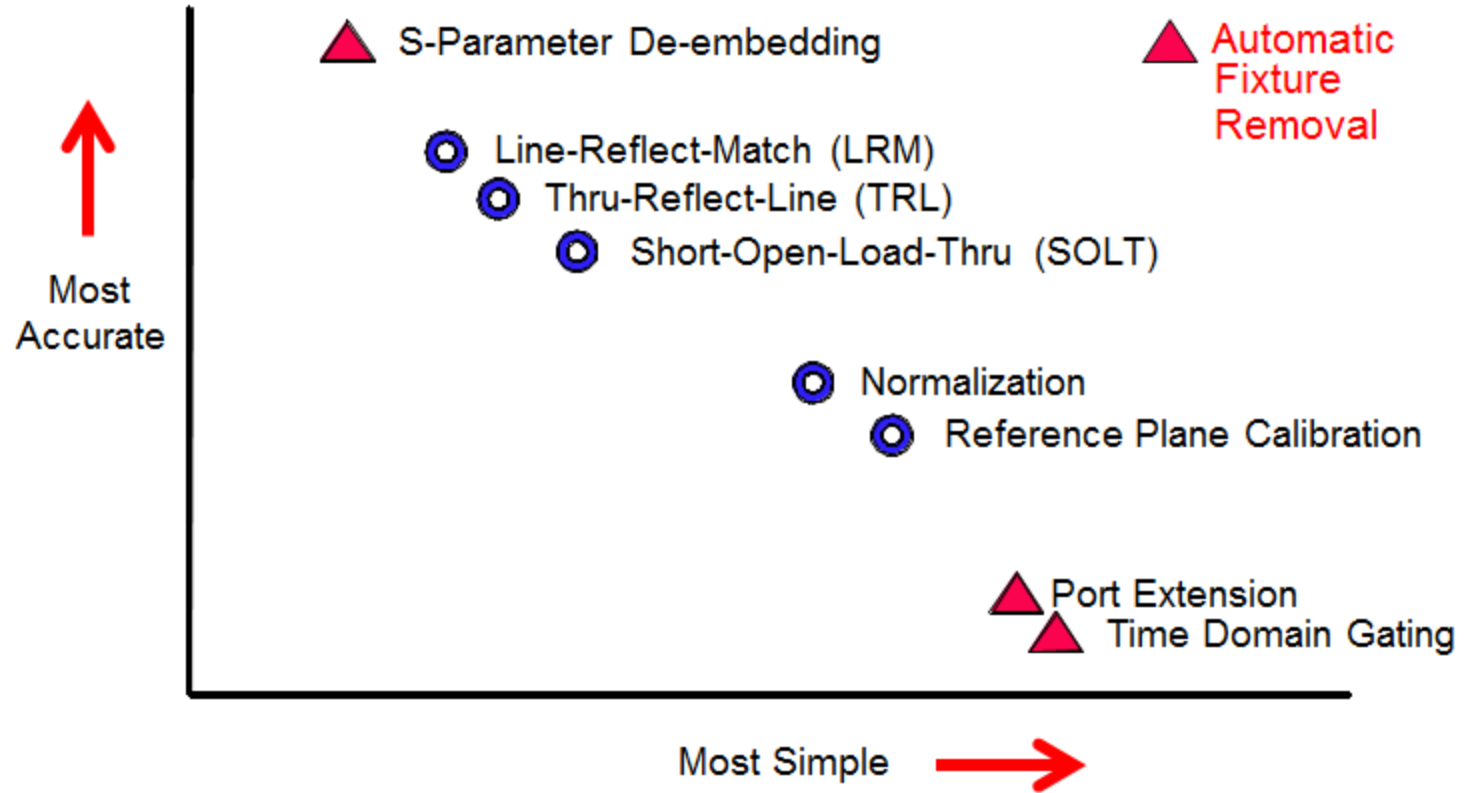 S-Parameter De-embedding
Automatic
Fixture
Removal
Line-Reflect-Match (LRM)
Thru-Reflect-Line (TRL)
Short-Open-Load-Thru (SOLT)
Most
Accurate
Normalization
Reference Plane Calibration
Port Extension
Time Domain Gating
Most Simple